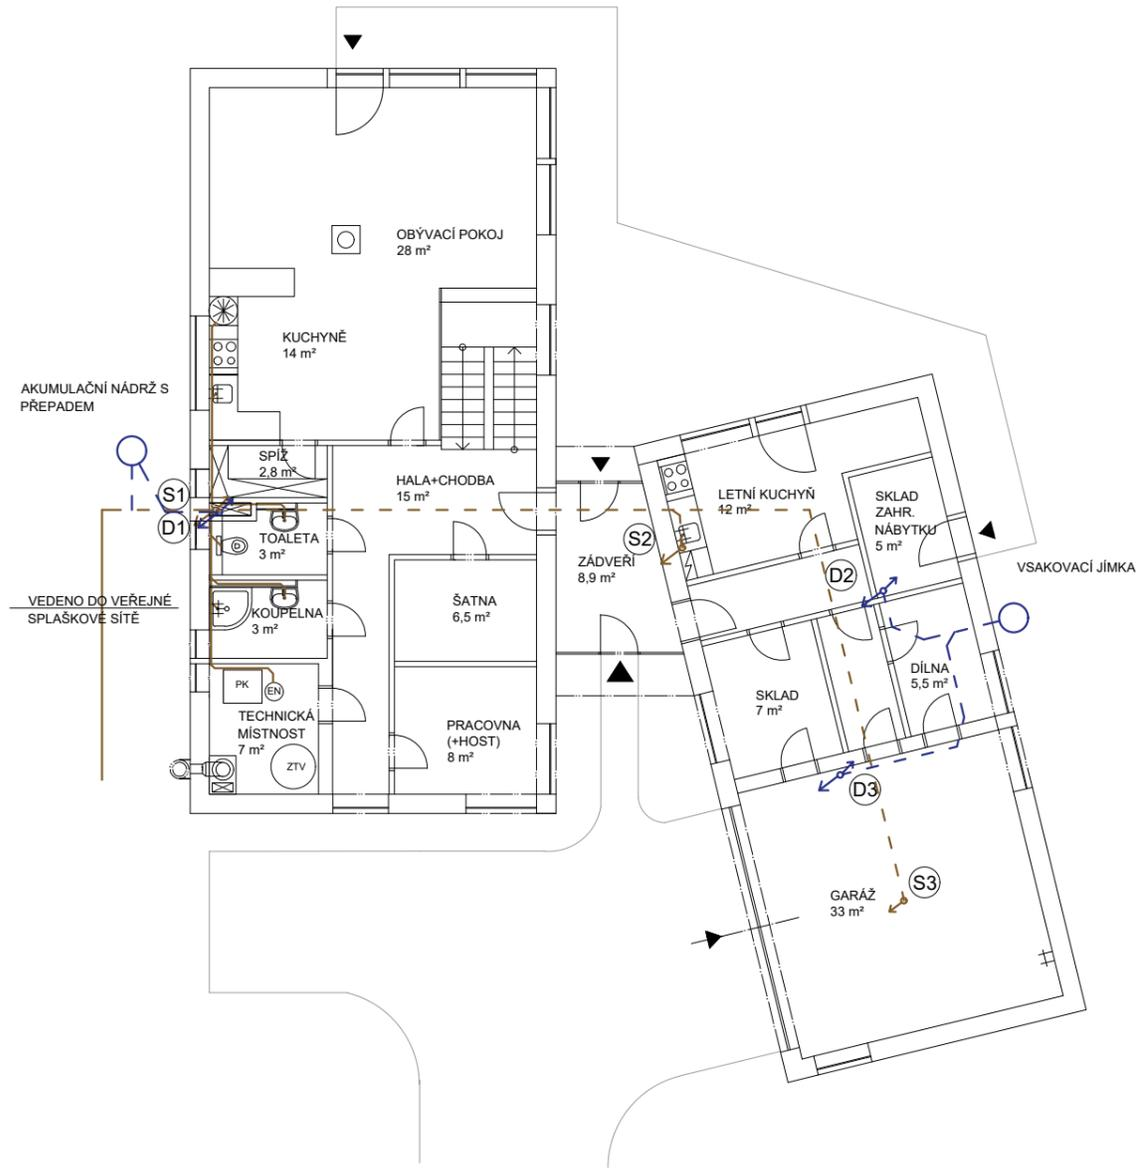 OBÝVACÍ POKOJ
28 m²
KUCHYNĚ
14 m²
AKUMULAČNÍ NÁDRŽ S
PŘEPADEM
SPÍŽ
2,8 m²
HALA+CHODBA
15 m²
S1
D1
TOALETA
3 m²
VEDENO DO VEŘEJNÉ
SPLAŠKOVÉ SÍTĚ
KOUPELNA
3 m²
ŠATNA
6,5 m²
PK
EN
TECHNICKÁ
MÍSTNOST
7 m²
ZTV
PRACOVNA
(+HOST)
8 m²
ZÁDVEŘÍ
8,9 m²
S2
LETNÍ KUCHYŇ
12 m²
SKLAD
ZAHR.
NÁBYTKU
5 m²
D2
VSAKOVACÍ JÍMKA
SKLAD
7 m²
DÍLNA
5,5 m²
D3
S3
GARÁŽ
33 m²